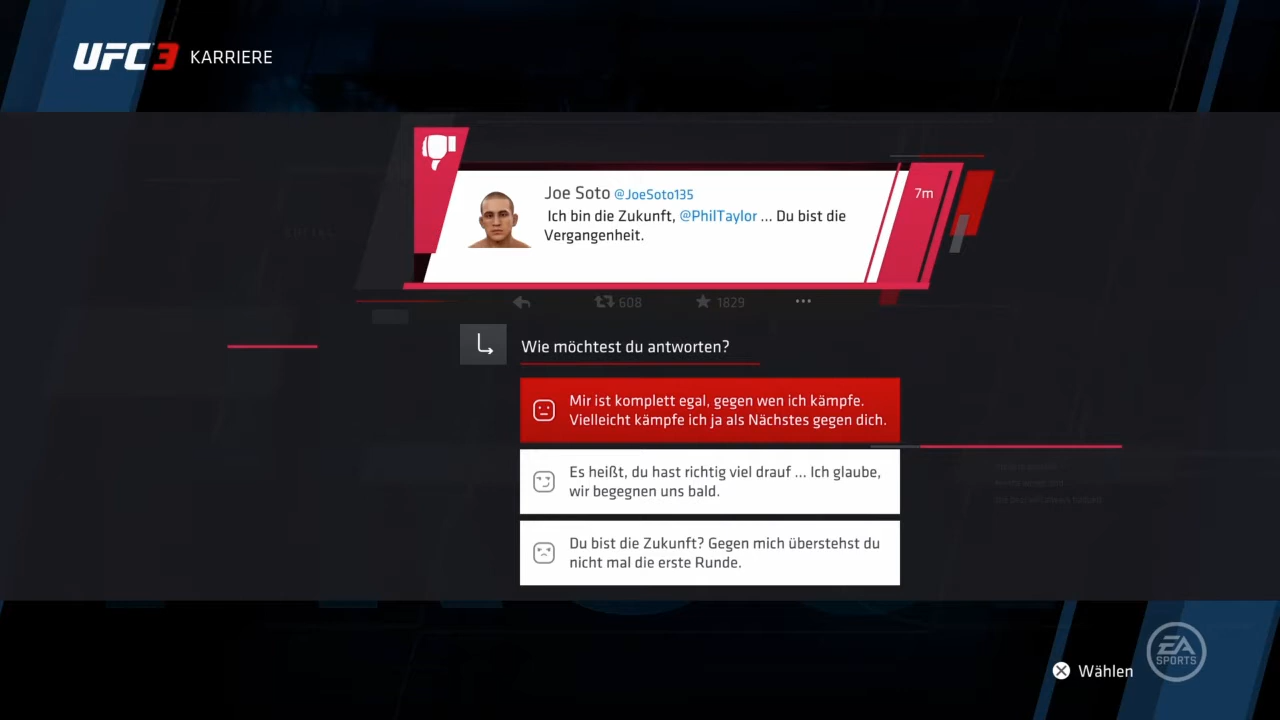 UFC 3 KARRIERE
Joe Soto @JoeSoto135
Ich bin die Zukunft, @PhilTaylor ... Du bist die
Vergangenheit.
7m
608
1829
Wie möchtest du antworten?
Mir ist komplett egal, gegen wen ich kämpfe.
Vielleicht kämpfe ich ja als Nächstes gegen dich.
Es heißt, du hast richtig viel drauf ... Ich glaube,
wir begegnen uns bald.
Du bist die Zukunft? Gegen mich überstehst du
nicht mal die erste Runde.
Wählen
EA
SPORTS